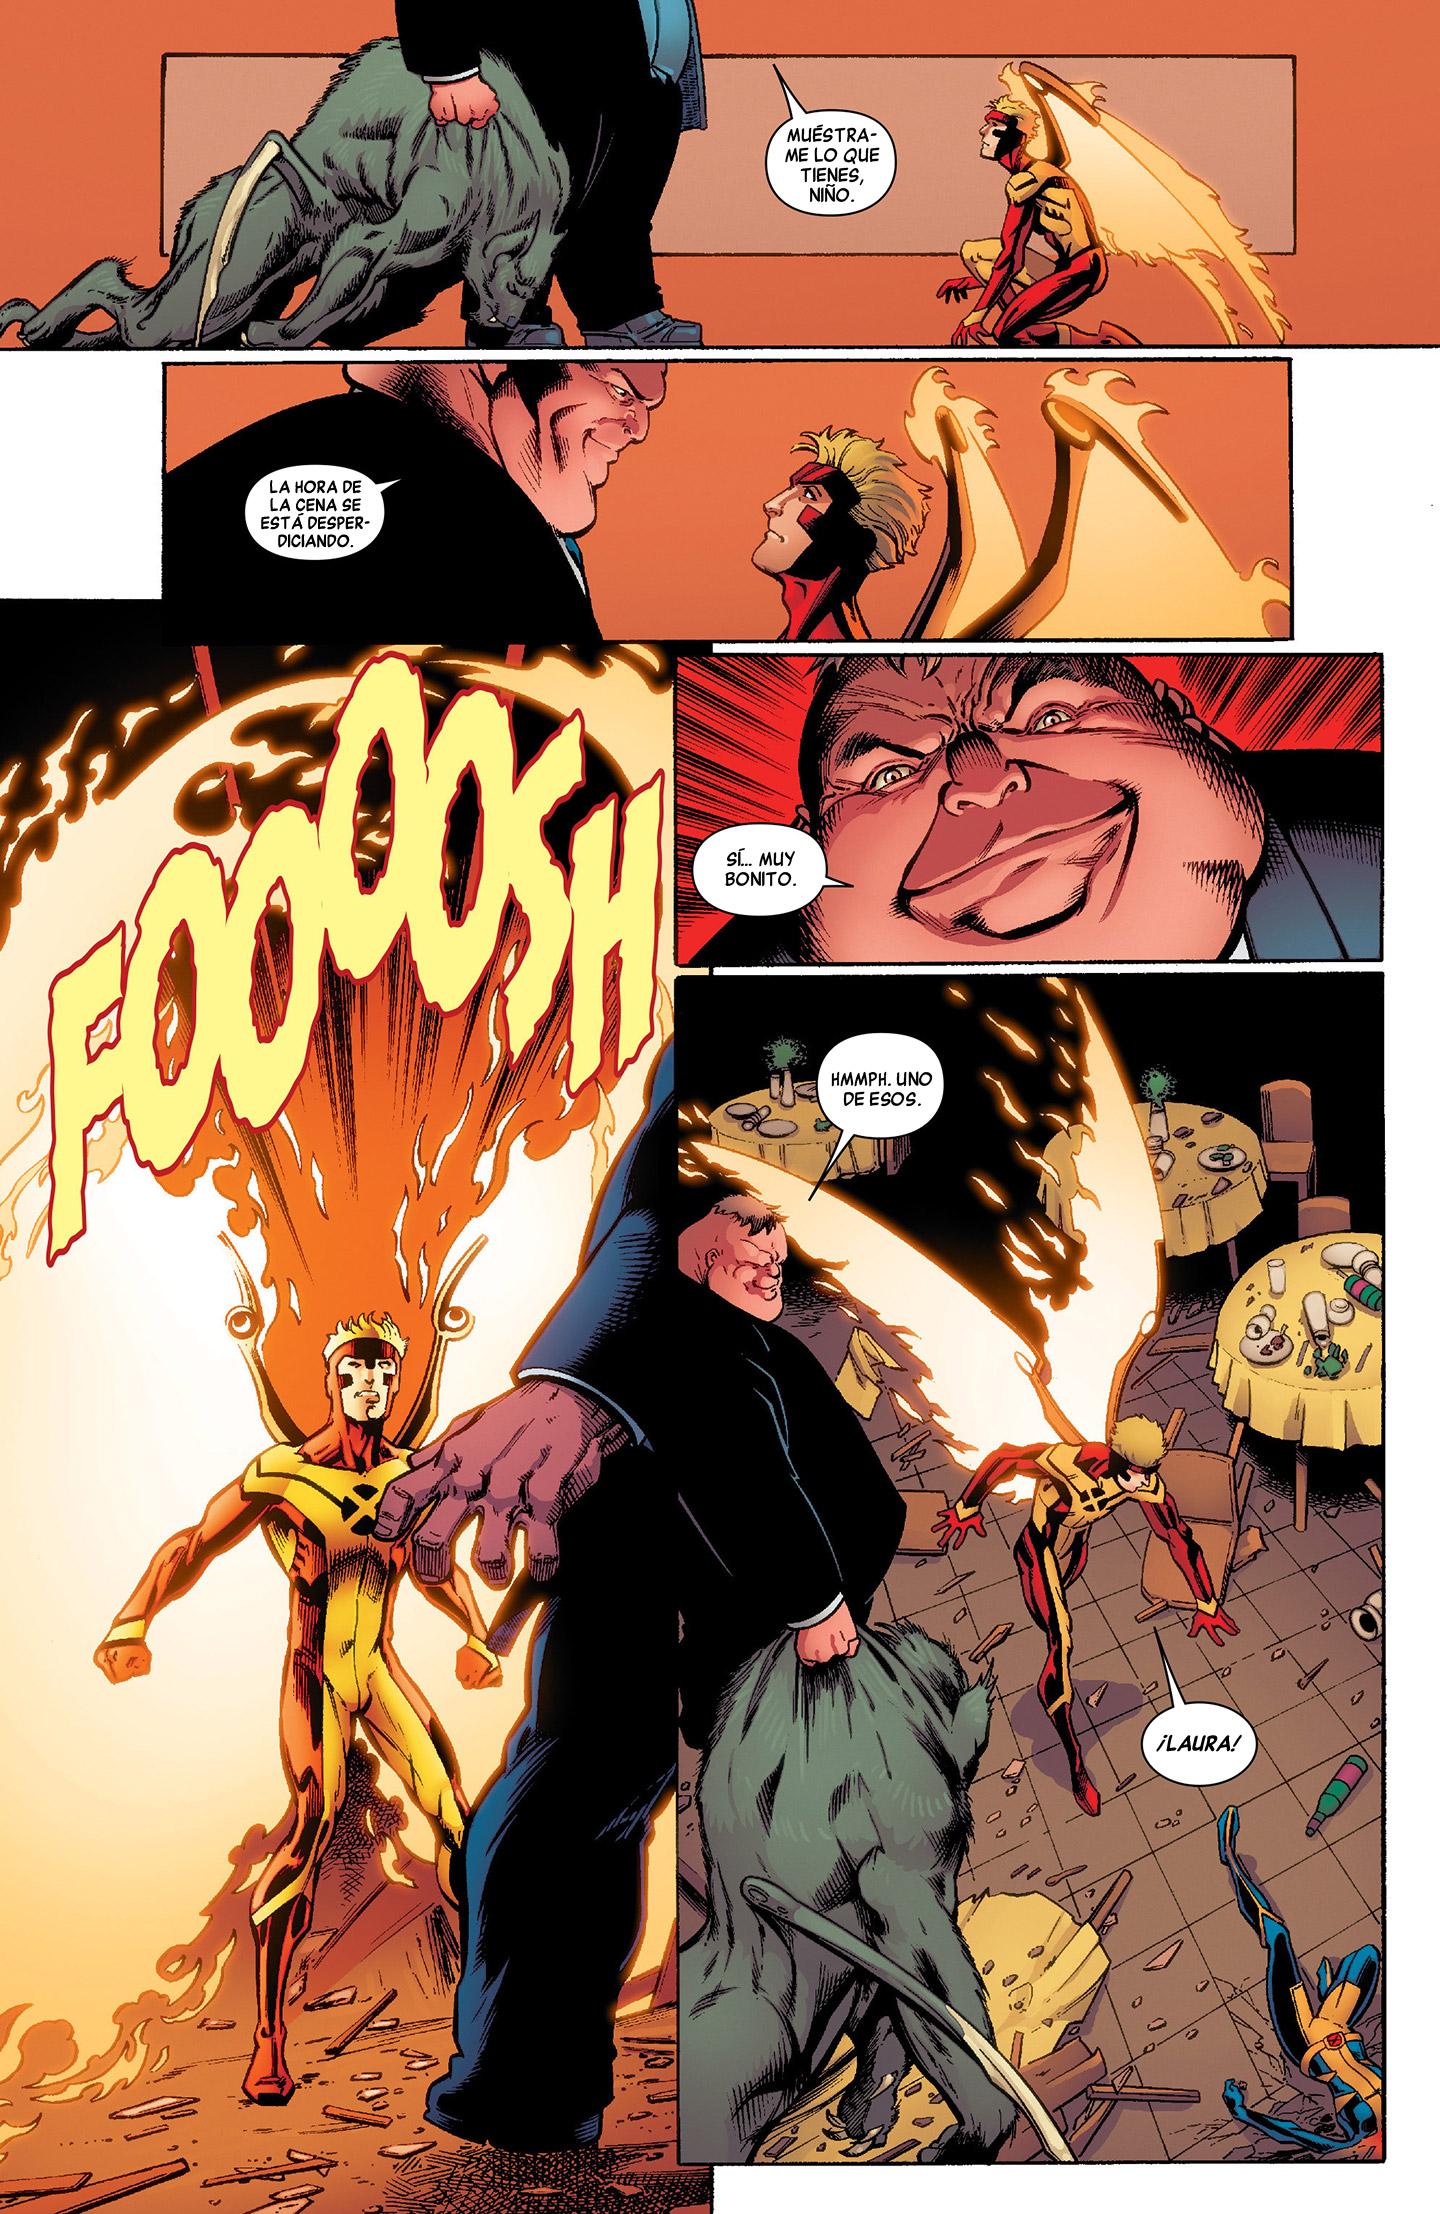 MUÉSTRA-
ME LO QUE
TIENES,
NIÑO.
LA HORA DE
LA CENA SE
ESTÁ DESPER-
DICIANDO.
FOOOOOSH
SÍ... MUY
BONITO.
HMMPH. UNO
DE ESOS.
¡LAURA!